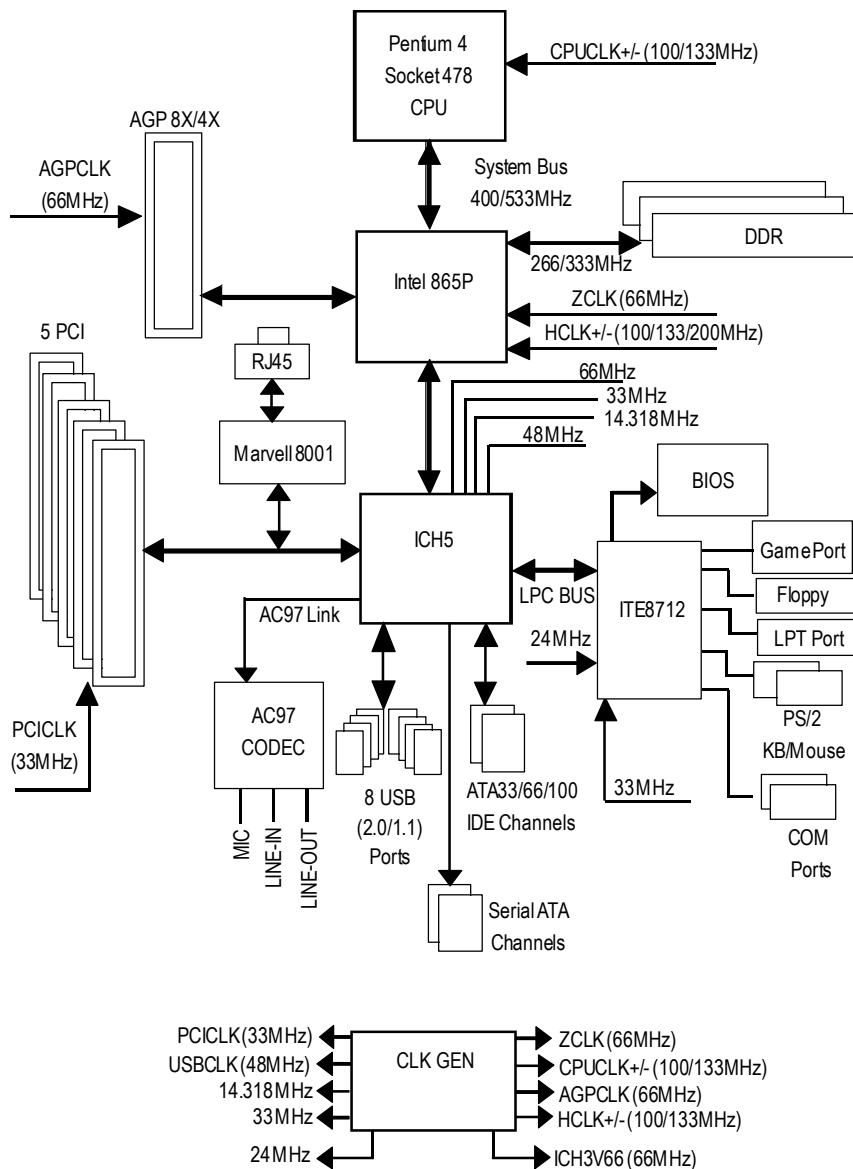 Pentium 4
Socket 478
CPU
CPUCLK+/- (100/133MHz)
AGP 8X/4X
AGPCLK
(66MHz)
System Bus
400/533MHz
DDR
266/333MHz
Intel 865P
ZCLK (66MHz)
HCLK+/- (100/133/200MHz)
5 PCI
RJ45
66MHz
33MHz
14.318MHz
48MHz
Marvell 8001
BIOS
ICH5
Game Port
LPC BUS
ITE8712
Floppy
AC97 Link
LPT Port
24MHz
PCICLK
(33MHz)
AC97
CODEC
PS/2
KB/Mouse
8 USB
(2.0/1.1)
Ports
ATA33/66/100
IDE Channels
33MHz
MIC
LINE-IN
LINE-OUT
COM
Ports
Serial ATA
Channels
CLK GEN
PCICLK (33MHz)
USBCLK (48MHz)
14.318MHz
33MHz
24MHz
ZCLK (66MHz)
CPUCLK+/- (100/133MHz)
AGPCLK (66MHz)
HCLK+/- (100/133MHz)
ICH3V66 (66MHz)